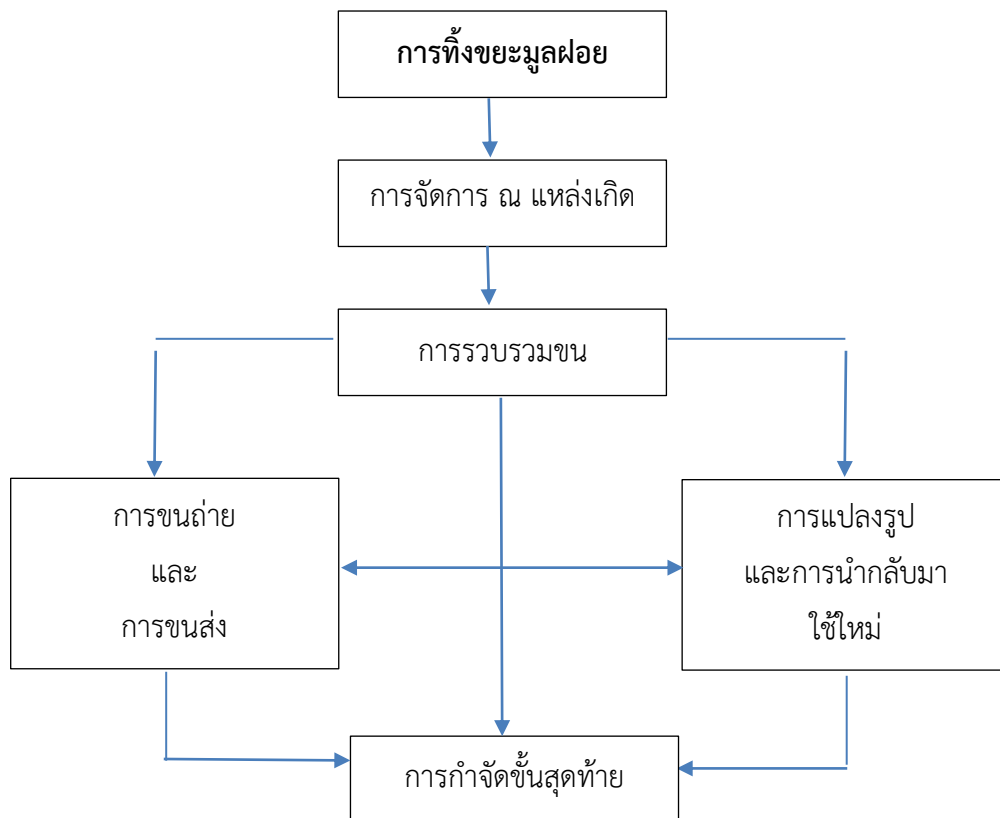 การทิ้งขยะมูลฝอย
การจัดการ ณ แหล่งเกิด
การรวบรวมขน
การขนถ่าย
และ
การขนส่ง
การแปลงรูป
และการนำกลับมา
ใช้ใหม่
การกำจัดขั้นสุดท้าย